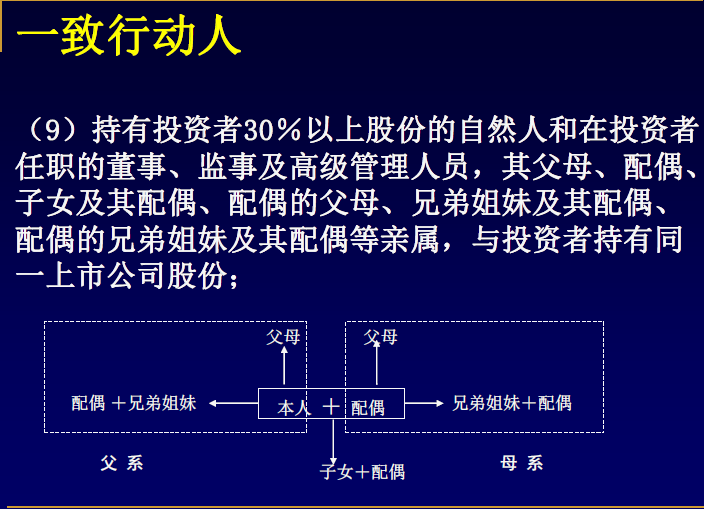 一致行动人
（9）持有投资者30%以上股份的自然人和在投资者
任职的董事、监事及高级管理人员，其父母、配偶、
子女及其配偶、配偶的父母、兄弟姐妹及其配偶、
配偶的兄弟姐妹及其配偶等亲属，与投资者持有同
一上市公司股份；
父母 父母
配偶＋兄弟姐妹 本人 ＋ 配偶 兄弟姐妹＋配偶
父 系 子女＋配偶 母 系